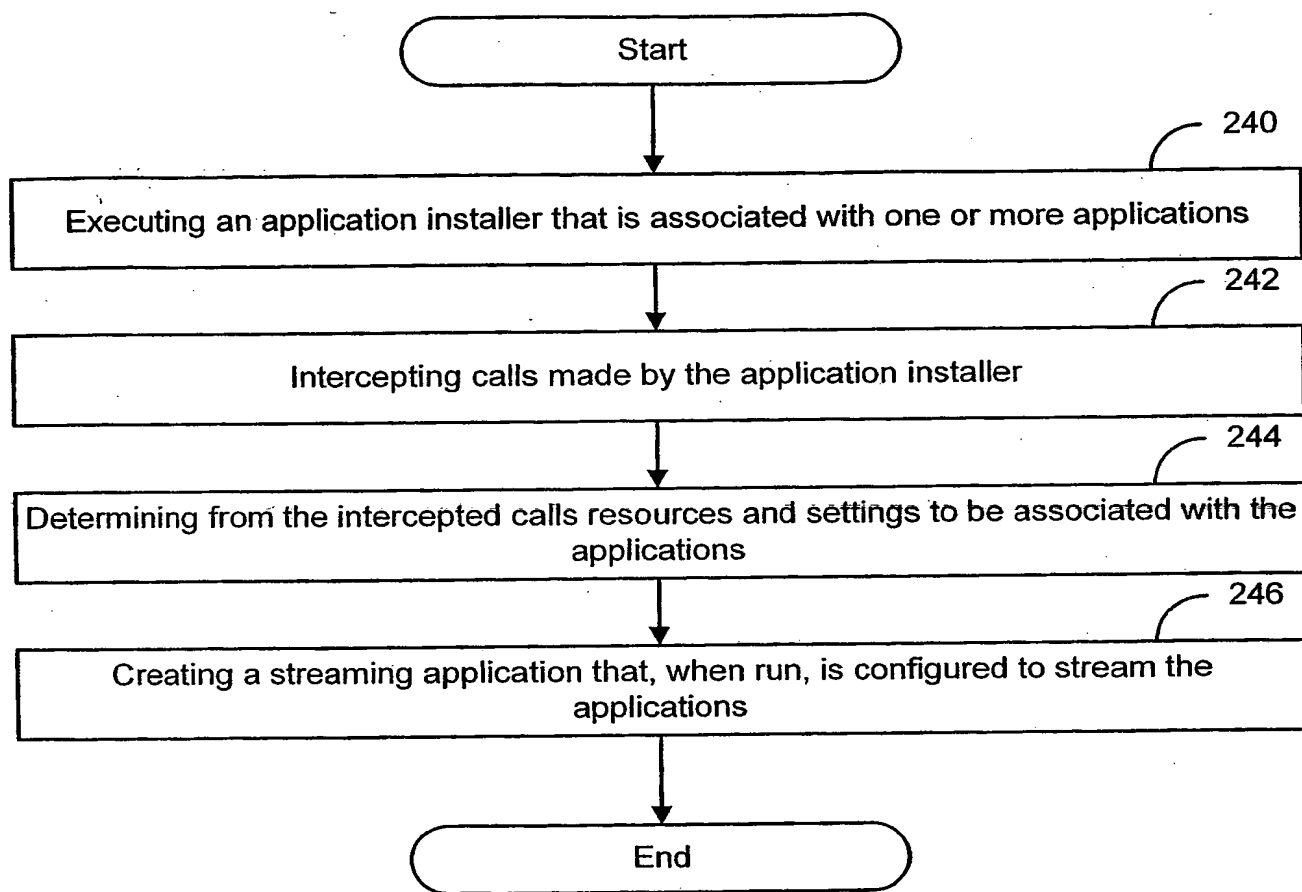 Start
240
Executing an application installer that is associated with one or more applications
242
Intercepting calls made by the application installer
244
Determining from the intercepted calls resources and settings to be associated with the
applications
246
Creating a streaming application that, when run, is configured to stream the
applications
End